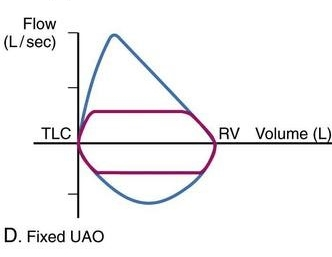 Flow
(L/sec)
TLC
RV
Volume (L)
D. Fixed UAO